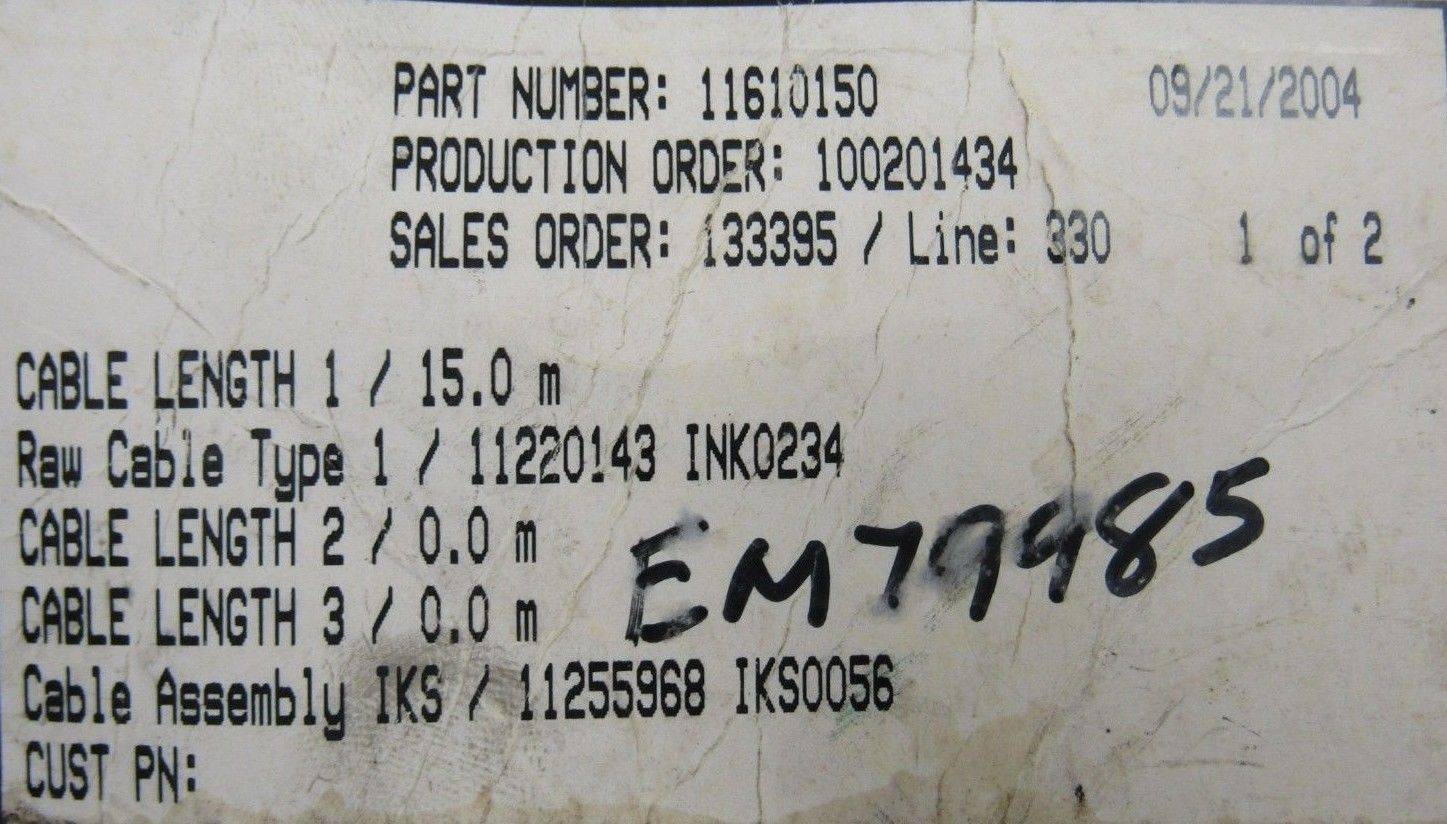 PART NUMBER: 11610150 09/21/2004
PRODUCTION ORDER: 100201434
SALES ORDER: 133395 / Line: 330 1 of 2
CABLE LENGTH 1 / 15.0 m
Raw Cable Type 1 / 11220143 INK0234
CABLE LENGTH 2 / 0.0 m
EM79985
CABLE LENGTH 3 / 0.0 m
Cable Assembly IKS / 11255968 IKS0056
CUST PN: